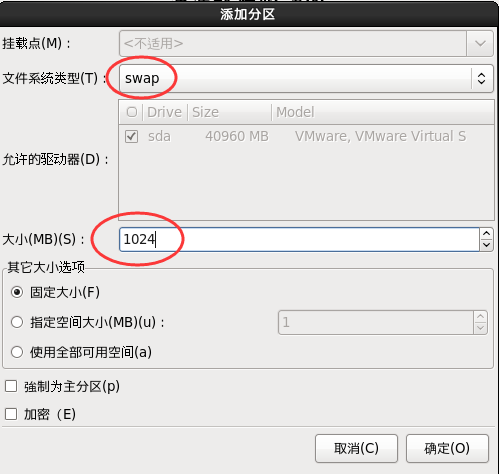 添加分区
挂载点(M)：
<不适用>
文件系统类型(T)：
swap
Drive Size Model
sda 40960 MB VMware, VMware Virtual S
允许的驱动器(D)：
大小(MB)(S)：
1024
其它大小选项
固定大小(F)
指定空间大小(MB)(u)：
1
使用全部可用空间(a)
強制为主分区(p)
加密（E)
取消(C)
确定(O)